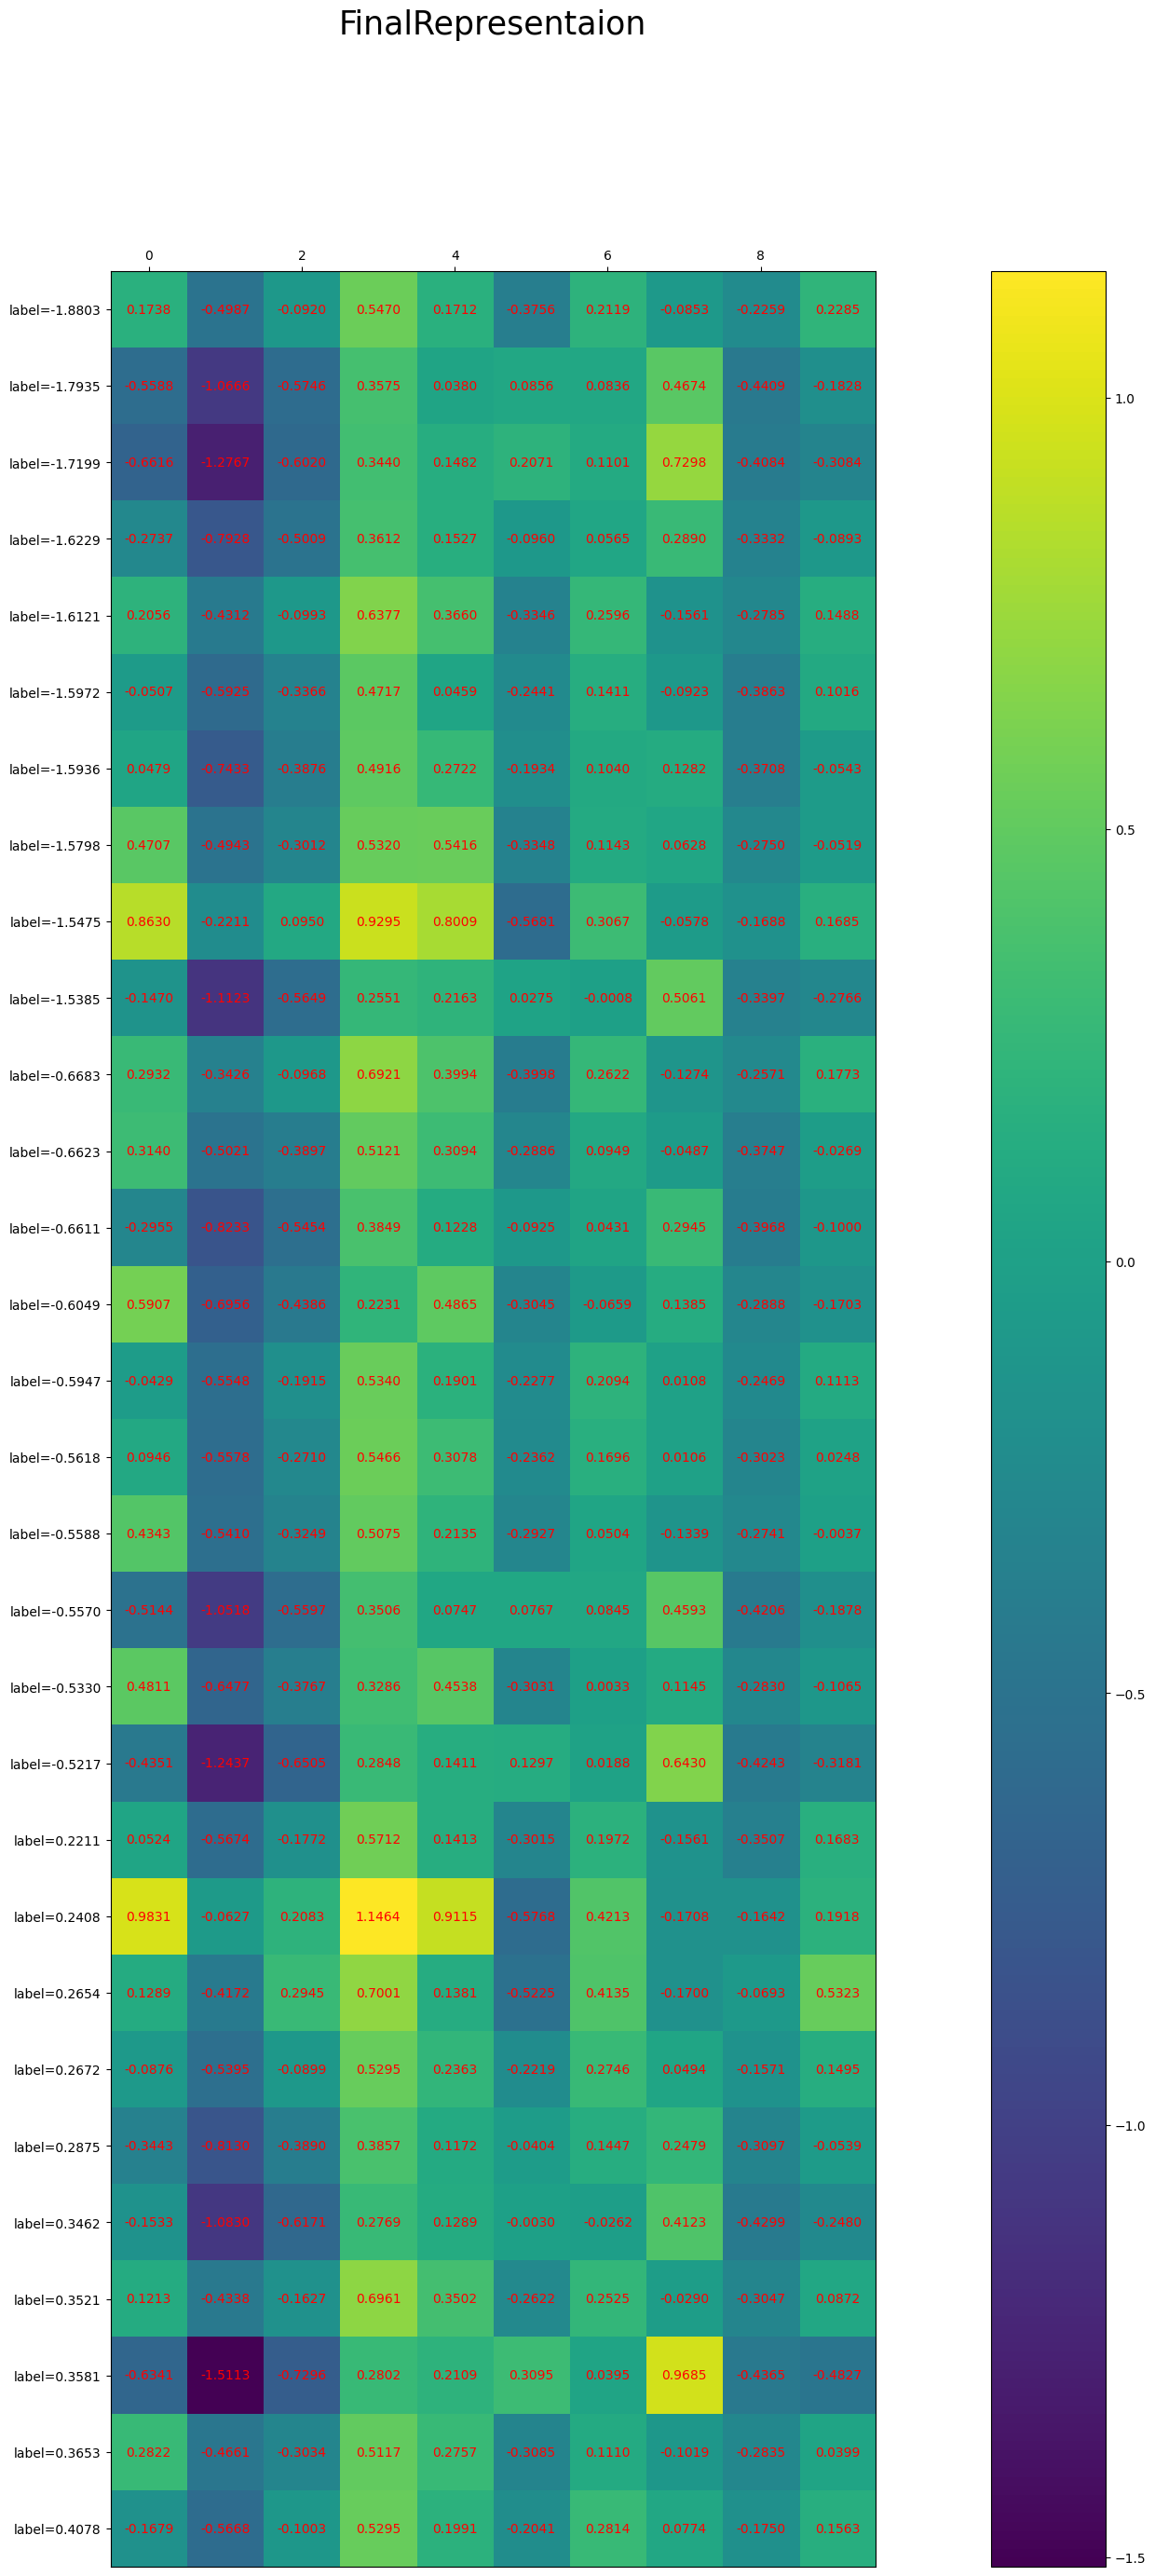 FinalRepresentaion
0 2 4 6 8
label=-1.8803 0.1738 -0.4987 -0.0920 0.5470 0.1712 -0.3756 0.2119 -0.0853 -0.2259 0.2285
label=-1.7935 -0.5588 -1.0666 -0.5746 0.3575 0.0380 0.0856 0.0836 0.4674 -0.4409 -0.1828
label=-1.7199 -0.6616 -1.2767 -0.6020 0.3440 0.1482 0.2071 0.1101 0.7298 -0.4084 -0.3084
label=-1.6229 -0.2737 -0.7928 -0.5009 0.3612 0.1527 -0.0960 0.0565 0.2890 -0.3332 -0.0893
label=-1.6121 0.2056 -0.4312 -0.0993 0.6377 0.3660 -0.3346 0.2596 -0.1561 -0.2785 0.1488
label=-1.5972 -0.0507 -0.5925 -0.3366 0.4717 0.0459 -0.2441 0.1411 -0.0923 -0.3863 0.1016
label=-1.5936 0.0479 -0.7433 -0.3876 0.4916 0.2722 -0.1934 0.1040 0.1282 -0.3708 -0.0543
label=-1.5798 0.4707 -0.4943 -0.3012 0.5320 0.5416 -0.3348 0.1143 0.0628 -0.2750 -0.0519
label=-1.5475 0.8630 -0.2211 0.0950 0.9295 0.8009 -0.5681 0.3067 -0.0578 -0.1688 0.1685
label=-1.5385 -0.1470 -1.1123 -0.5649 0.2551 0.2163 0.0275 -0.0008 0.5061 -0.3397 -0.2766
label=-0.6683 0.2932 -0.3426 -0.0968 0.6921 0.3994 -0.3998 0.2622 -0.1274 -0.2571 0.1773
label=-0.6623 0.3140 -0.5021 -0.3897 0.5121 0.3094 -0.2886 0.0949 -0.0487 -0.3747 -0.0269
label=-0.6611 -0.2955 -0.5454 0.3849 0.1228 -0.0925 0.0431 0.2945 -0.3968 -0.1000
label=-0.6049 0.5907 -0.6956 -0.4386 0.2231 0.4865 -0.3045 -0.0659 0.1385 -0.2888 -0.1703
label=-0.5947 -0.0429 -0.5548 -0.1915 0.5340 0.1901 -0.2277 0.2094 0.0108 -0.2469 0.1113
label=-0.5618 0.0946 -0.5578 -0.2710 0.5466 0.3078 -0.2362 0.1696 0.0106 -0.3023 0.0248
label=-0.5588 0.4343 -0.5410 -0.3249 0.5075 0.2135 -0.2927 0.0504 -0.1339 -0.2741 -0.0037
label=-0.5570 -0.5144 -0.5597 0.3506 0.0747 0.0767 0.0845 0.4593 -0.4206 -0.1878
label=-0.5330 0.4811 -0.6477 -0.3767 0.3286 0.4538 -0.3031 0.0033 0.1145 -0.2830 -0.1065
label=-0.5217 -0.4351 -1.2437 -0.6505 0.2848 0.1411 0.1297 0.0188 0.6430 -0.4243 -0.3181
label=0.2211 0.0524 -0.5674 -0.1772 0.5712 0.1413 -0.3015 0.1972 -0.1561 -0.3507 0.1683
label=0.2408 0.9831 -0.0627 0.2083 1.1464 0.9115 -0.5768 0.4213 -0.1708 -0.1642 0.1918
label=0.2654 0.1289 -0.4172 0.2945 0.7001 0.1381 -0.5225 0.4135 -0.1700 -0.0693 0.5323
label=0.2672 -0.0876 -0.5395 -0.0899 0.5295 0.2363 -0.2219 0.2746 0.0494 -0.1571 0.1495
label=0.2875 -0.3443 -0.3890 0.3857 0.1172 -0.0404 0.1447 0.2479 -0.3097 -0.0539
label=0.3462 -0.1533 -1.0830 -0.6171 0.2769 0.1289 -0.0030 -0.0262 0.4123 -0.4299 -0.2480
label=0.3521 0.1213 -0.4338 -0.1627 0.6961 0.3502 -0.2622 0.2525 -0.0290 -0.3047 0.0872
label=0.3581 -0.6341 -1.5113 -0.7296 0.2802 0.2109 0.3095 0.0395 0.9685 -0.4365 -0.4827
label=0.3653 0.2822 -0.4661 -0.3034 0.5117 0.2757 -0.3085 0.1110 -0.1019 -0.2835 0.0399
label=0.4078 -0.1679 -0.5668 -0.1003 0.5295 0.1991 -0.2041 0.2814 0.0774 -0.1750 0.1563
1.0
0.5
0.0
−0.5
−1.0
−1.5